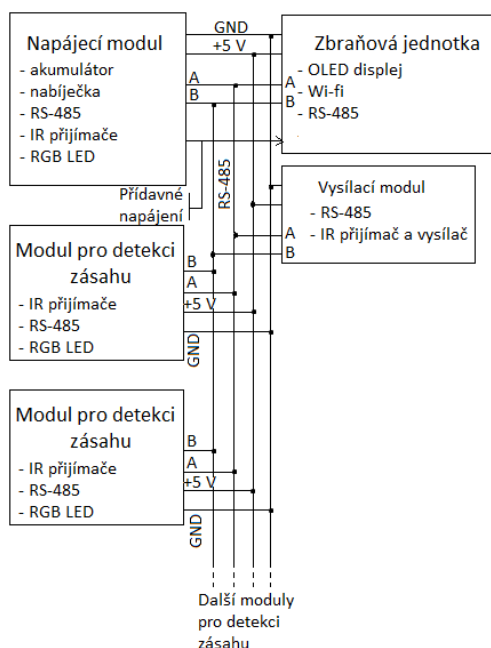 GND
+5 V
Napájecí modul
- akumulátor
- nabíječka
- RS-485
- IR přijímače
- RGB LED
A
B
Zbraňová jednotka
- OLED displej
- Wi-fi
- RS-485
A
B
Přídavné
napájení
RS-485
Vysílací modul
- RS-485
- IR přijímač a vysílač
A
B
Modul pro detekci
zásahu
- IR přijímače
- RS-485
- RGB LED
B
A
+5 V
GND
Modul pro detekci
zásahu
- IR přijímače
- RS-485
- RGB LED
B
A
+5 V
GND
Další moduly
pro detekci
zásahu